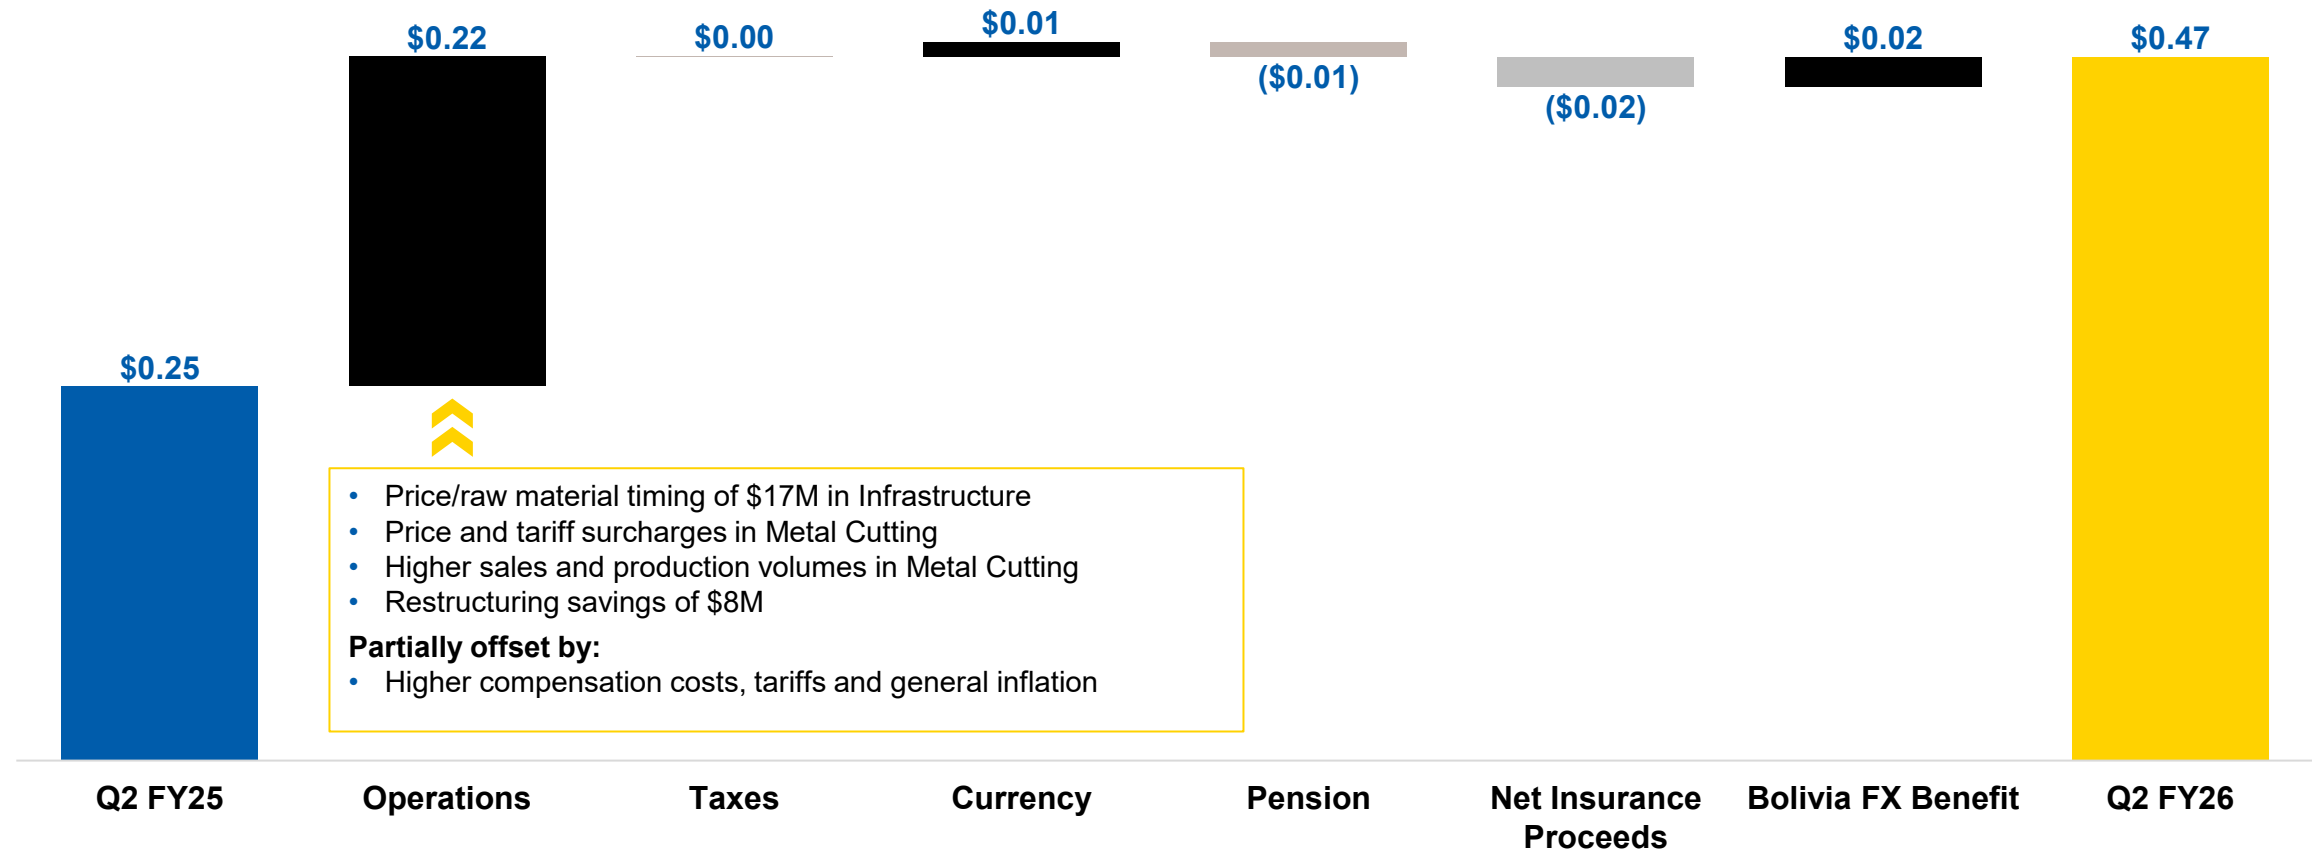 $0.25
$0.22
$0.00
$0.01
($0.01)
($0.02)
$0.02
$0.47
• Price/raw material timing of $17M in Infrastructure
• Price and tariff surcharges in Metal Cutting
• Higher sales and production volumes in Metal Cutting
• Restructuring savings of $8M
Partially offset by:
• Higher compensation costs, tariffs and general inflation
Q2 FY25
Operations
Taxes
Currency
Pension
Net Insurance
Proceeds
Bolivia FX Benefit
Q2 FY26